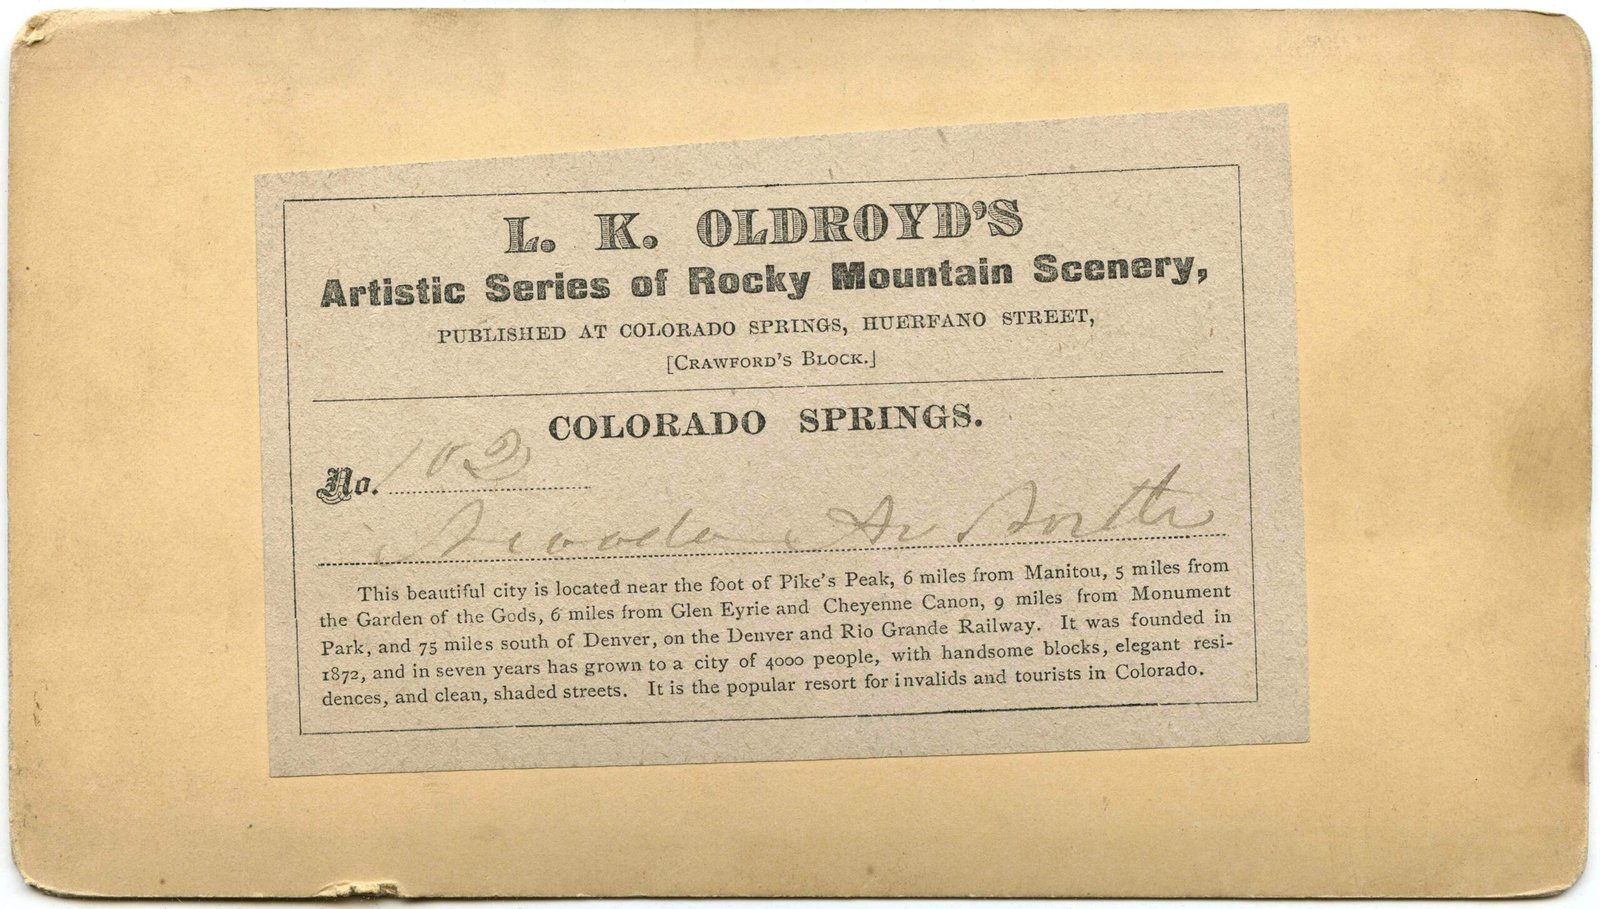 L. K. OLDROYD'S
Artistic Series of Rocky Mountain Scenery,
PUBLISHED AT COLORADO SPRINGS, HUERFANO STREET,
[CRAWFORD'S BLOCK.]
COLORADO SPRINGS.
No. 102
Av North
This beautiful city is located near the foot of Pike's Peak, 6 miles from Manitou, 5 miles from
the Garden of the Gods, 6 miles from Glen Eyrie and Cheyenne Canon, 9 miles from Monument
Park, and 75 miles south of Denver, on the Denver and Rio Grande Railway. It was founded in
1872, and in seven years has grown to a city of 4000 people, with handsome blocks, elegant resi-
dences, and clean, shaded streets. It is the popular resort for invalids and tourists in Colorado.